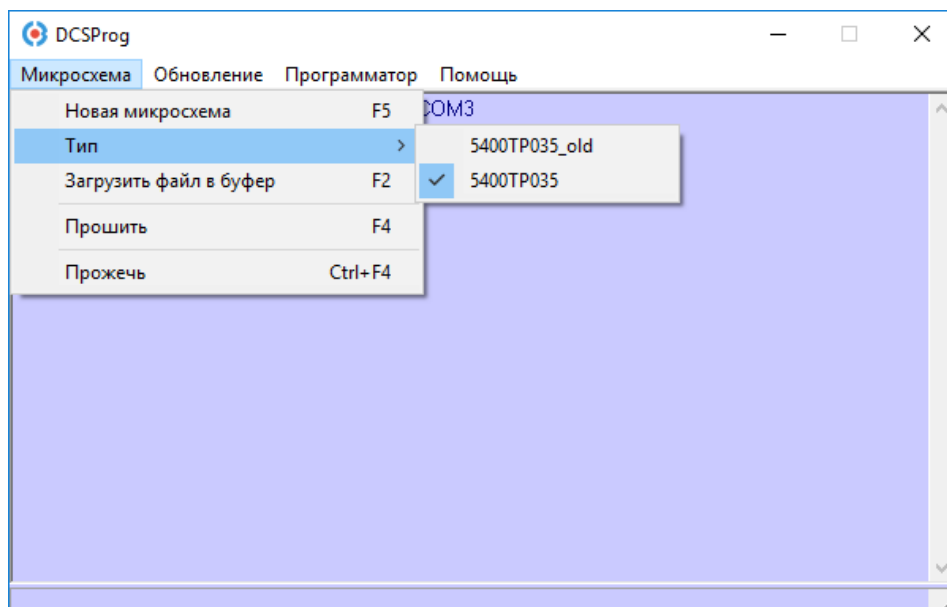 DCSProg
Микросхема Обновление Программатор Помощь
Новая микросхема F5
COM3
Тип
5400TP035_old
Загрузить файл в буфер F2
5400TP035
Прошить F4
Прожечь Ctrl+F4